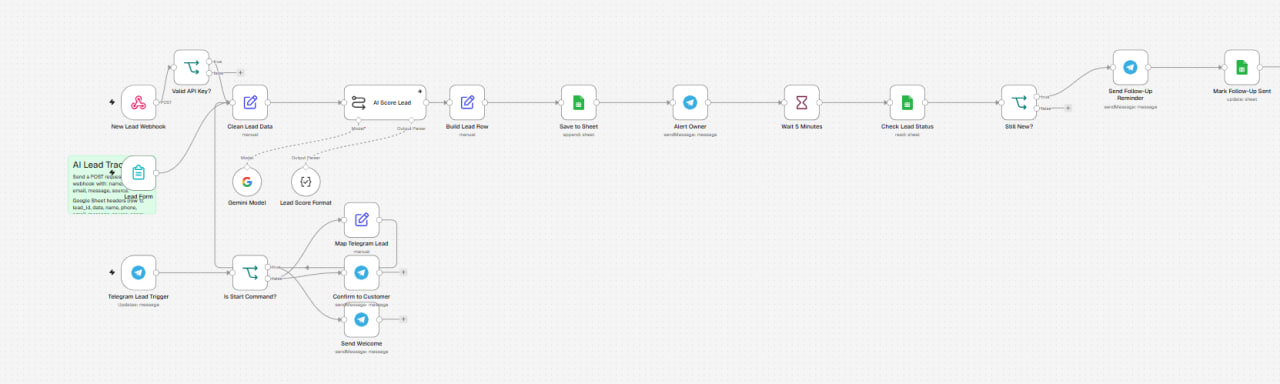 true
false
Valid API Key?
POST
New Lead Webhook
Clean Lead Data
manual
AI Score Lead
Model*
Output Parser
Build Lead Row
manual
Save to Sheet
append: sheet
Alert Owner
sendMessage: message
Wait 5 Minutes
Check Lead Status
read: sheet
true
false
Still New?
Send Follow-Up
Reminder
sendMessage: message
Mark Follow-Up Sent
update: sheet
AI Lead Trac
Send a POST reques
webhook with: name,
email, message, source.
Google Sheet headers (row 1):
lead_id, date, name, phone,
Lead Form
Model
Gemini Model
Output Parser
Lead Score Format
Map Telegram Lead
manual
Telegram Lead Trigger
Updates: message
true
false
Is Start Command?
Confirm to Customer
sendMessage: message
Send Welcome
sendMessage: message